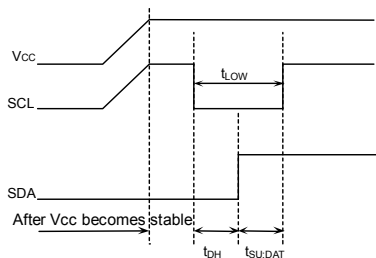 VCC
tLOW
SCL
SDA
After Vcc becomes stable
tDH
tSU;DAT